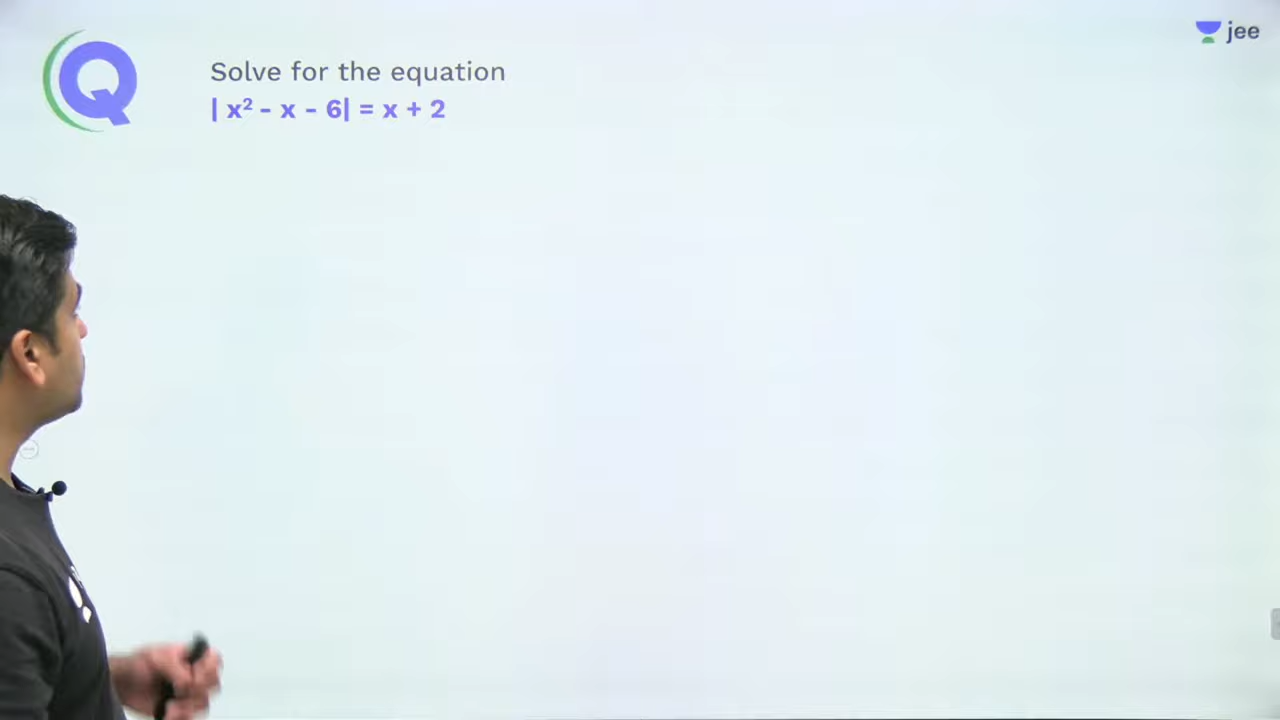 jee
Solve for the equation
| x² - x - 6| = x + 2